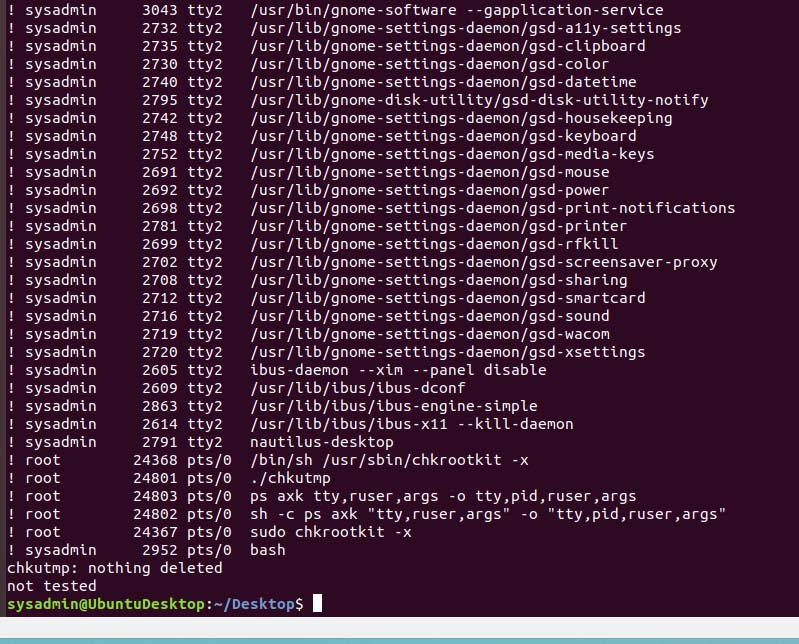 ! sysadmin     3043 tty2   /usr/bin/gnome-software --gapplication-service
! sysadmin     2732 tty2   /usr/lib/gnome-settings-daemon/gsd-a11y-settings
! sysadmin     2735 tty2   /usr/lib/gnome-settings-daemon/gsd-clipboard
! sysadmin     2730 tty2   /usr/lib/gnome-settings-daemon/gsd-color
! sysadmin     2740 tty2   /usr/lib/gnome-settings-daemon/gsd-datetime
! sysadmin     2795 tty2   /usr/lib/gnome-disk-utility/gsd-disk-utility-notify
! sysadmin     2742 tty2   /usr/lib/gnome-settings-daemon/gsd-housekeeping
! sysadmin     2748 tty2   /usr/lib/gnome-settings-daemon/gsd-keyboard
! sysadmin     2752 tty2   /usr/lib/gnome-settings-daemon/gsd-media-keys
! sysadmin     2691 tty2   /usr/lib/gnome-settings-daemon/gsd-mouse
! sysadmin     2692 tty2   /usr/lib/gnome-settings-daemon/gsd-power
! sysadmin     2698 tty2   /usr/lib/gnome-settings-daemon/gsd-print-notifications
! sysadmin     2781 tty2   /usr/lib/gnome-settings-daemon/gsd-printer
! sysadmin     2699 tty2   /usr/lib/gnome-settings-daemon/gsd-rfkill
! sysadmin     2702 tty2   /usr/lib/gnome-settings-daemon/gsd-screensaver-proxy
! sysadmin     2708 tty2   /usr/lib/gnome-settings-daemon/gsd-sharing
! sysadmin     2712 tty2   /usr/lib/gnome-settings-daemon/gsd-smartcard
! sysadmin     2716 tty2   /usr/lib/gnome-settings-daemon/gsd-sound
! sysadmin     2719 tty2   /usr/lib/gnome-settings-daemon/gsd-wacom
! sysadmin     2720 tty2   /usr/lib/gnome-settings-daemon/gsd-xsettings
! sysadmin     2605 tty2   ibus-daemon --xim --panel disable
! sysadmin     2609 tty2   /usr/lib/ibus/ibus-dconf
! sysadmin     2863 tty2   /usr/lib/ibus/ibus-engine-simple
! sysadmin     2614 tty2   /usr/lib/ibus/ibus-x11 --kill-daemon
! sysadmin     2791 tty2   nautilus-desktop
! root        24368 pts/0  /bin/sh /usr/sbin/chkrootkit -x
! root        24801 pts/0  ./chkutmp
! root        24803 pts/0  ps axk tty,ruser,args -o tty,pid,ruser,args
! root        24802 pts/0  sh -c ps axk "tty,ruser,args" -o "tty,pid,ruser,args"
! root        24367 pts/0  sudo chkrootkit -x
! sysadmin     2952 pts/0  bash
chkutmp: nothing deleted
not tested
sysadmin@UbuntuDesktop:~/Desktop$